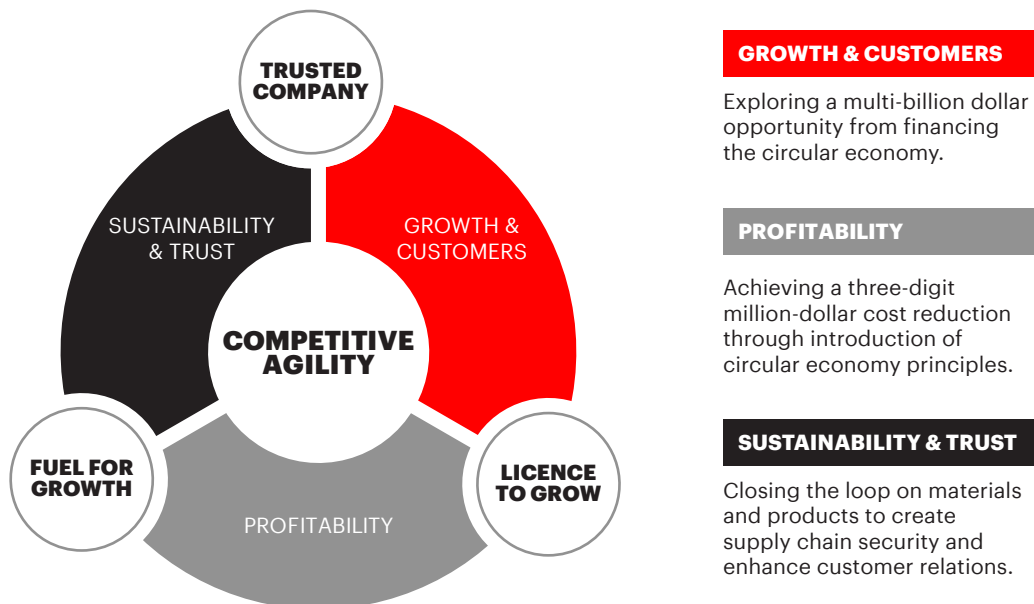 TRUSTED
COMPANY
SUSTAINABILITY
& TRUST
GROWTH &
CUSTOMERS
COMPETITIVE
AGILITY
FUEL FOR
GROWTH
LICENCE
TO GROW
PROFITABILITY
GROWTH & CUSTOMERS
Exploring a multi-billion dollar
opportunity from financing
the circular economy.
PROFITABILITY
Achieving a three-digit
million-dollar cost reduction
through introduction of
circular economy principles.
SUSTAINABILITY & TRUST
Closing the loop on materials
and products to create
supply chain security and
enhance customer relations.